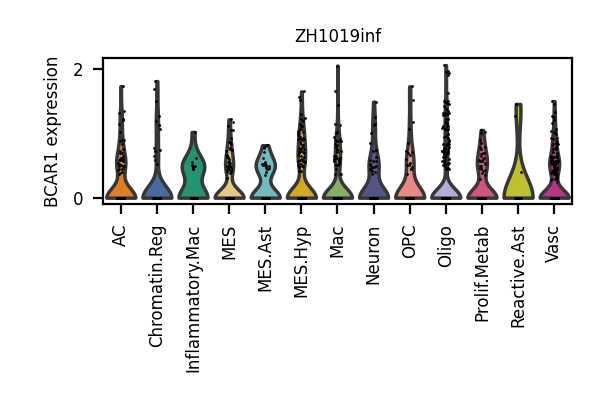 ZH1019inf
BCAR1 expression
2
0
AC
Chromatin.Reg
Inflammatory.Mac
MES
MES.Ast
MES.Hyp
Mac
Neuron
OPC
Oligo
Prolif.Metab
Reactive.Ast
Vasc